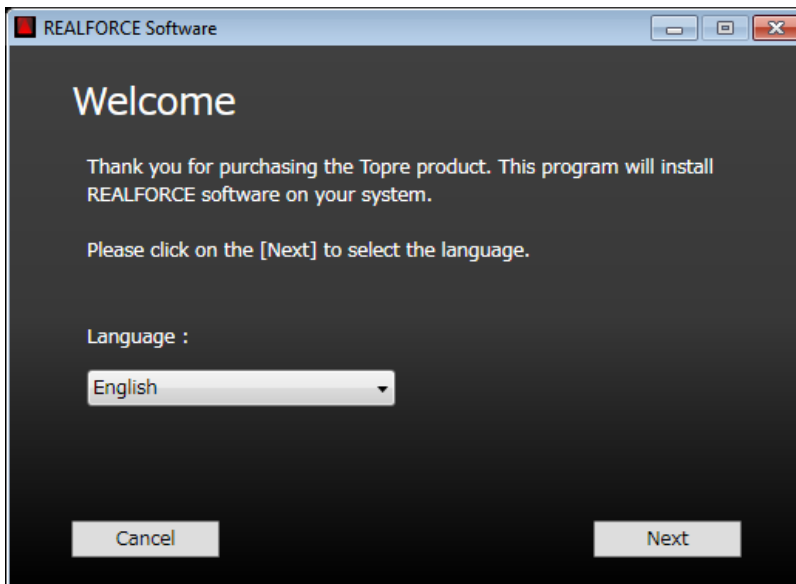 REALFORCE Software
Welcome
Thank you for purchasing the Topre product. This program will install
REALFORCE software on your system.
Please click on the [Next] to select the language.
Language :
English
Cancel
Next